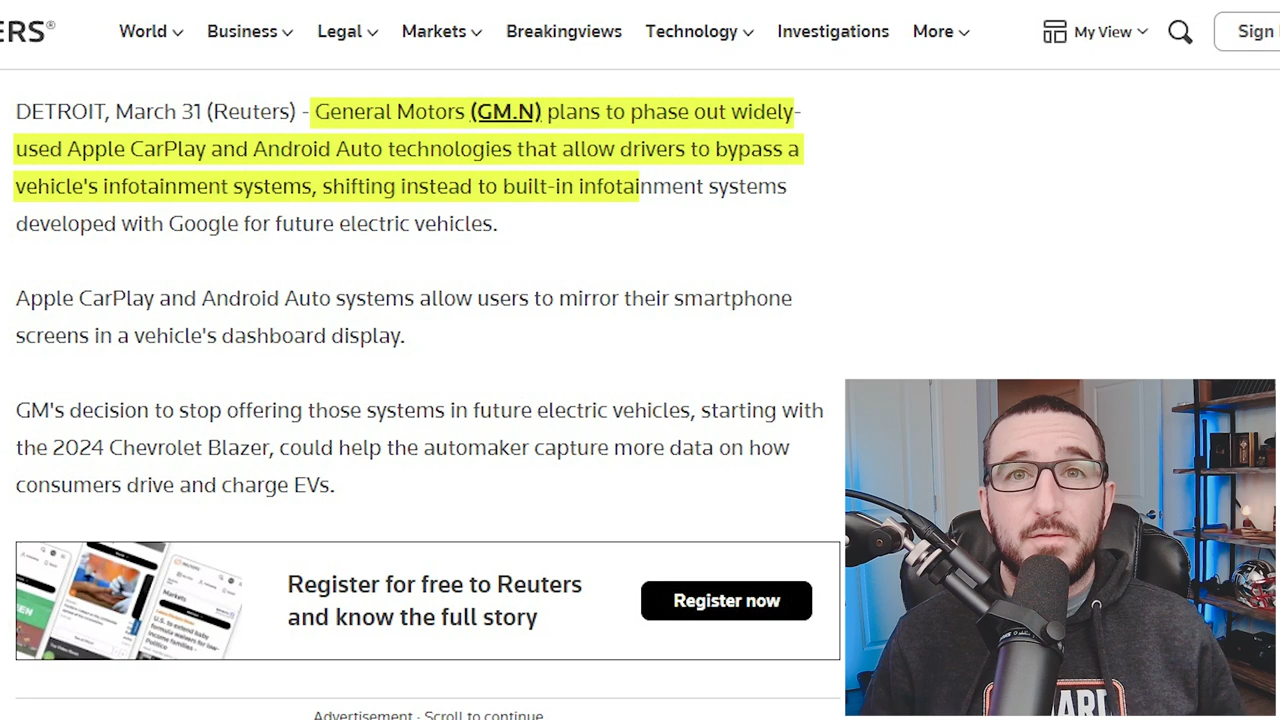 ERS®
World Business Legal Markets Breakingviews Technology Investigations More My View Sign
DETROIT, March 31 (Reuters) - General Motors (GM.N) plans to phase out widely-
used Apple CarPlay and Android Auto technologies that allow drivers to bypass a
vehicle's infotainment systems, shifting instead to built-in infotainment systems
developed with Google for future electric vehicles.
Apple CarPlay and Android Auto systems allow users to mirror their smartphone
screens in a vehicle's dashboard display.
GM's decision to stop offering those systems in future electric vehicles, starting with
the 2024 Chevrolet Blazer, could help the automaker capture more data on how
consumers drive and charge EVs.
Register for free to Reuters
and know the full story
Register now
Advertisement · Scroll to continue